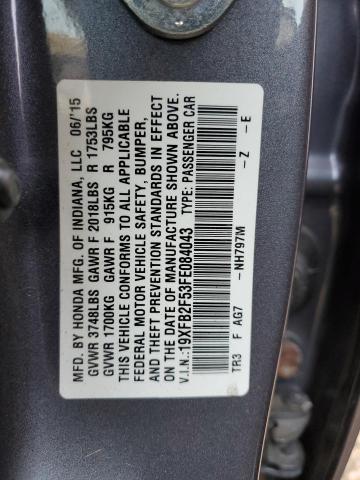 MFD. BY HONDA MFG. OF INDIANA, LLC 06/'15
GVWR 3748LBS GAWR F 2018LBS R 1753LBS
GVWR 1700KG GAWR F 915KG R 795KG
THIS VEHICLE CONFORMS TO ALL APPLICABLE
FEDERAL MOTOR VEHICLE SAFETY, BUMPER,
AND THEFT PREVENTION STANDARDS IN EFFECT
ON THE DATE OF MANUFACTURE SHOWN ABOVE.
V.I.N.: 19XFB2F53FE084043 TYPE: PASSENGER CAR
TR3 F AG7 - NH797M - Z - E